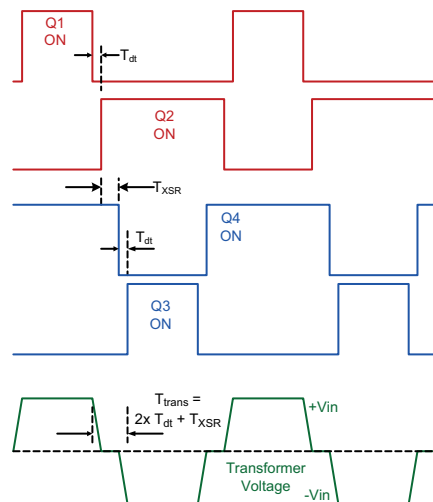 Q1
ON
Tdt
Q2
ON
TXSR
Q4
ON
Tdt
Q3
ON
Ttrans =
2x Tdt + TXSR
+Vin
Transformer
Voltage
-Vin